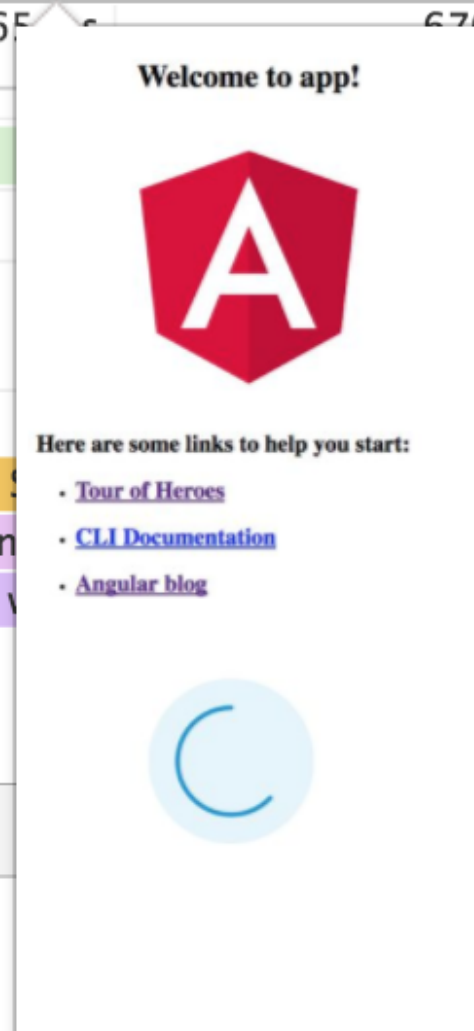 Welcome to app!
A
Here are some links to help you start:
Tour of Heroes
CLI Documentation
Angular blog